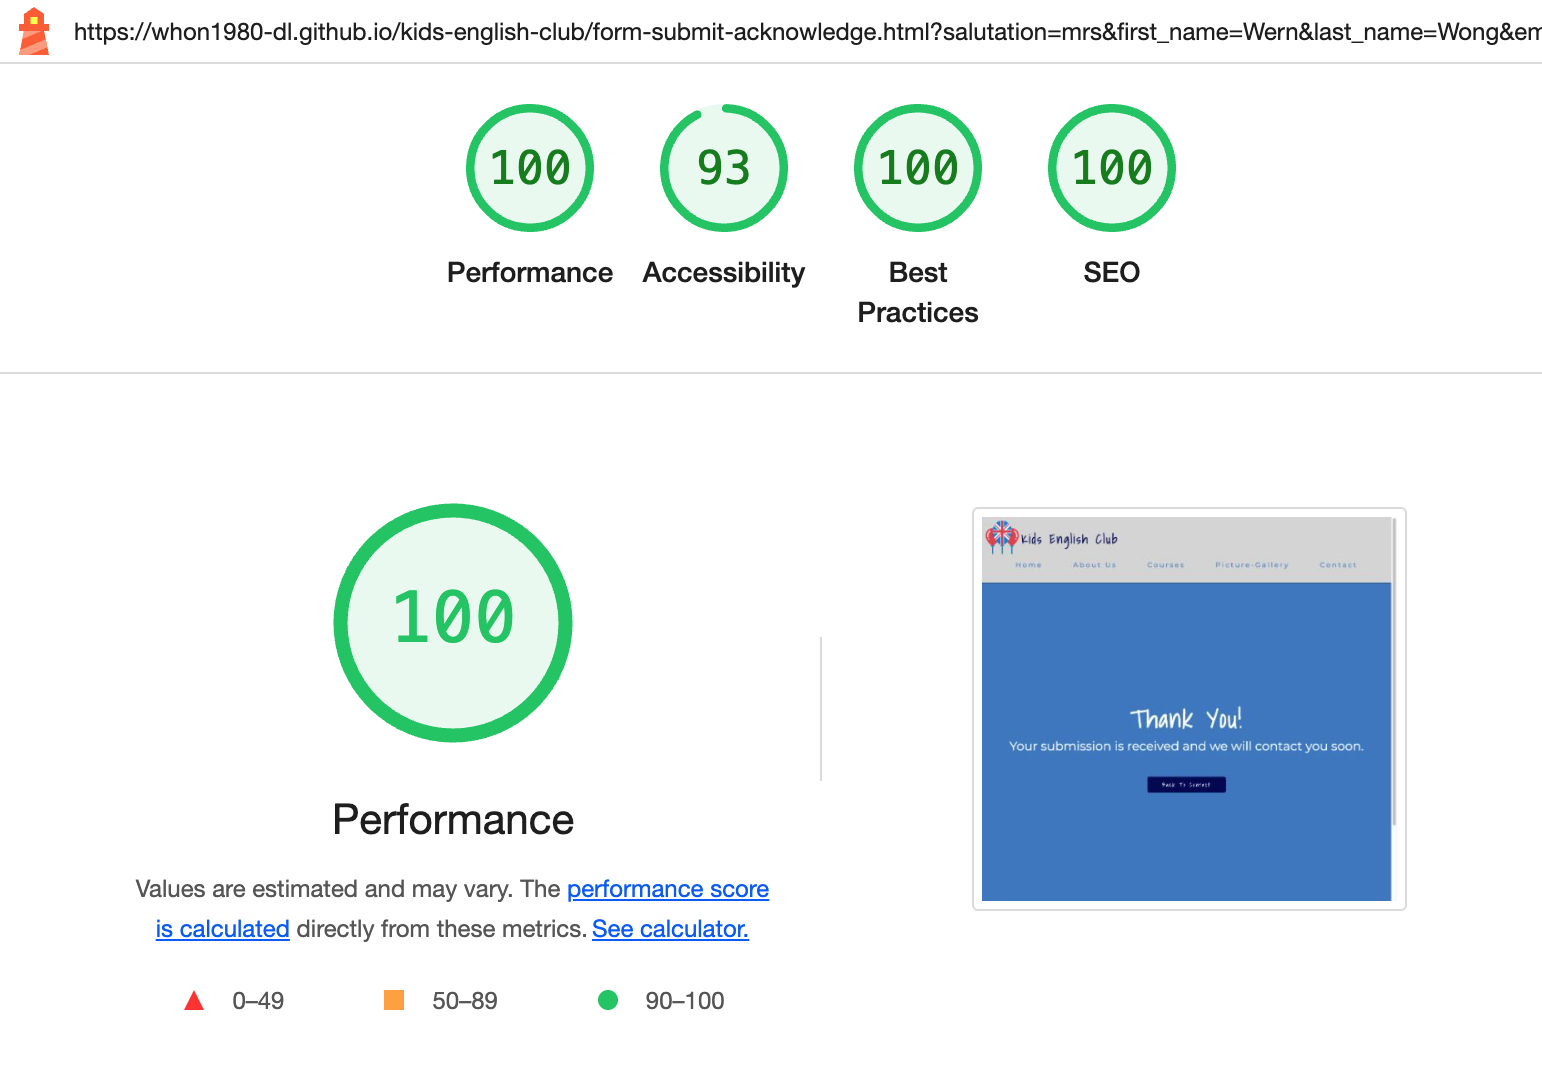 https://whon1980-dl.github.io/kids-english-club/form-submit-acknowledge.html?salutation=mrs&first_name=Wern&last_name=Wong&em
100
93
100
100
Performance
Accessibility
Best
Practices
SEO
100
Performance
Values are estimated and may vary. The performance score
is calculated directly from these metrics. See calculator.
0–49
50–89
90–100
Kids English Club
Home About Us Courses Picture-Gallery Contact
Thank You!
Your submission is received and we will contact you soon.
Back To Contact